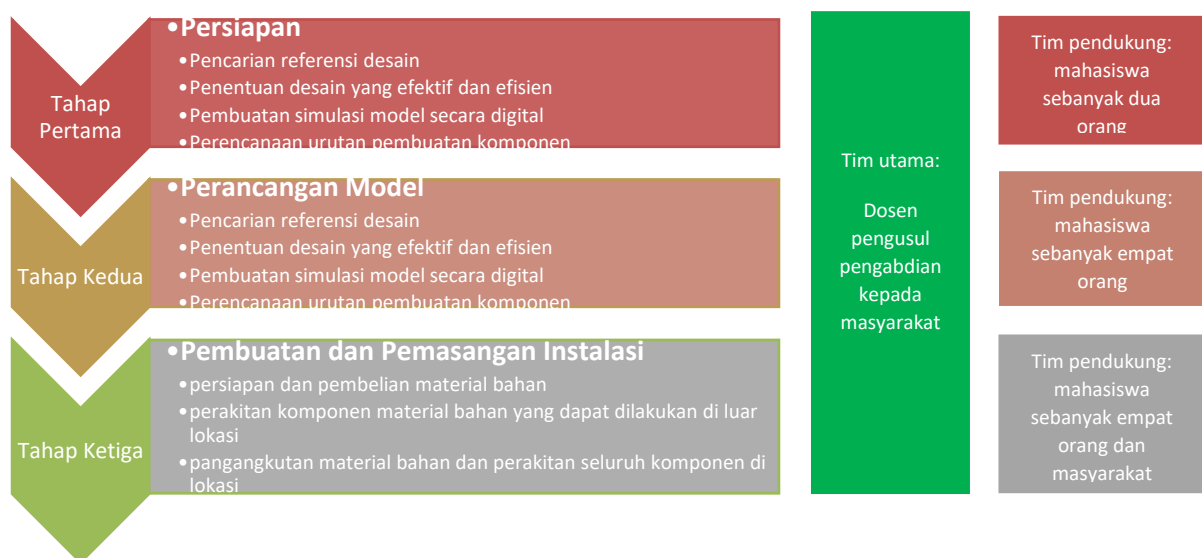 Tahap
Pertama
•Persiapan
•Pencarian referensi desain
•Penentuan desain yang efektif dan efisien
•Pembuatan simulasi model secara digital
•Perencanaan urutan pembuatan komponen
Tahap Kedua
•Perancangan Model
•Pencarian referensi desain
•Penentuan desain yang efektif dan efisien
•Pembuatan simulasi model secara digital
•Perencanaan urutan pembuatan komponen
Tahap Ketiga
•Pembuatan dan Pemasangan Instalasi
•persiapan dan pembelian material bahan
•perakitan komponen material bahan yang dapat dilakukan di luar
lokasi
•pangangkutan material bahan dan perakitan seluruh komponen di
lokasi
Tim utama:
Dosen
pengusul
pengabdian
kepada
masyarakat
Tim pendukung:
mahasiswa
sebanyak dua
orang
Tim pendukung:
mahasiswa
sebanyak empat
orang
Tim pendukung:
mahasiswa
sebanyak empat
orang dan
masyarakat